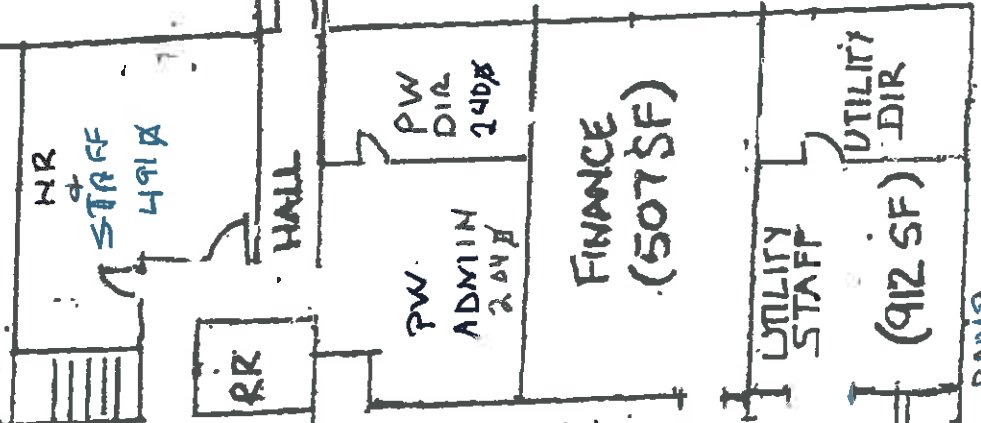 HR
&
STAFF
491⌀
HALL
RR
PW
DIR
240⌀
PW
ADMIN
204⌀
FINANCE
(507 SF)
UTILITY
DIR
UTILITY
STAFF
(912 SF)